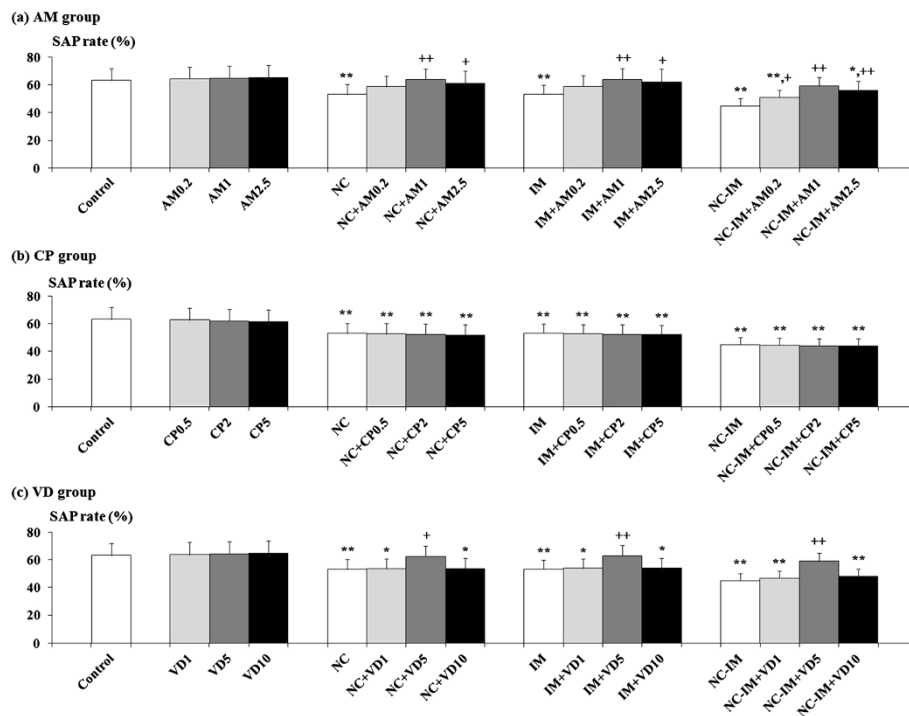 (a) AM group
SAP rate (%)
80
60
40
20
0
** ++ + ** ++ + ** **,+ ++ *,++
Control AM0.2 AM1 AM2.5 NC NC+AM0.2 NC+AM1 NC+AM2.5 IM IM+AM0.2 IM+AM1 IM+AM2.5 NC-IM NC-IM+AM0.2 NC-IM+AM1 NC-IM+AM2.5
(b) CP group
SAP rate (%)
80
60
40
20
0
** ** ** ** ** ** ** ** ** ** ** **
Control CP0.5 CP2 CP5 NC NC+CP0.5 NC+CP2 NC+CP5 IM IM+CP0.5 IM+CP2 IM+CP5 NC-IM NC-IM+CP0.5 NC-IM+CP2 NC-IM+CP5
(c) VD group
SAP rate (%)
80
60
40
20
0
** * + * ** * ++ * ** ** ++ **
Control VD1 VD5 VD10 NC NC+VD1 NC+VD5 NC+VD10 IM IM+VD1 IM+VD5 IM+VD10 NC-IM NC-IM+VD1 NC-IM+VD5 NC-IM+VD10